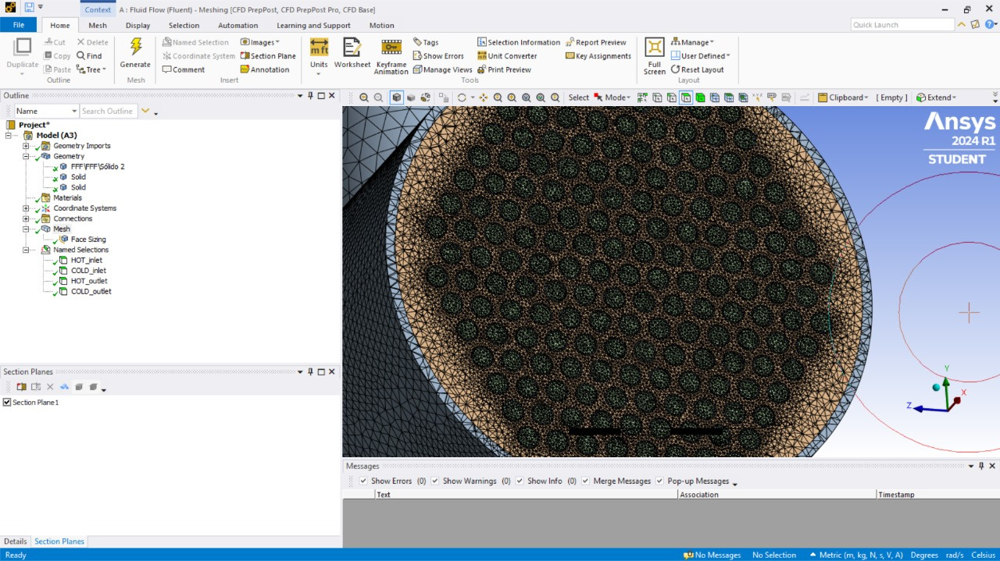 Context A : Fluid Flow (Fluent) - Meshing [CFD PrepPost, CFD PrepPost Pro, CFD Base]
File Home Mesh Display Selection Automation Learning and Support Motion Quick Launch
Duplicate
Cut Delete
Copy Find
Paste Tree
Outline
Generate
Mesh
Named Selection Images
Coordinate System Section Plane
Comment Annotation
Insert
Units Worksheet Keyframe Animation
Tags Selection Information Report Preview
Show Errors Unit Converter Key Assignments
Manage Views Print Preview
Tools
Full Screen
Manage
User Defined
Reset Layout
Layout
Outline
Name Search Outline
Select Mode Clipboard [ Empty ] Extend
Project*
Model (A3)
Geometry Imports
Geometry
FFF\FFF\Sólido 2
Solid
Solid
Materials
Coordinate Systems
Connections
Mesh
Face Sizing
Named Selections
HOT_inlet
COLD_inlet
HOT_outlet
COLD_outlet
Ansys
2024 R1
STUDENT
Y
X
Z
Section Planes
Section Plane1
Details Section Planes
Messages
Show Errors (0) Show Warnings (0) Show Info (0) Merge Messages Pop-up Messages
Text Association Timestamp
Ready No Messages No Selection Metric (m, kg, N, s, V, A) Degrees rad/s Celsius